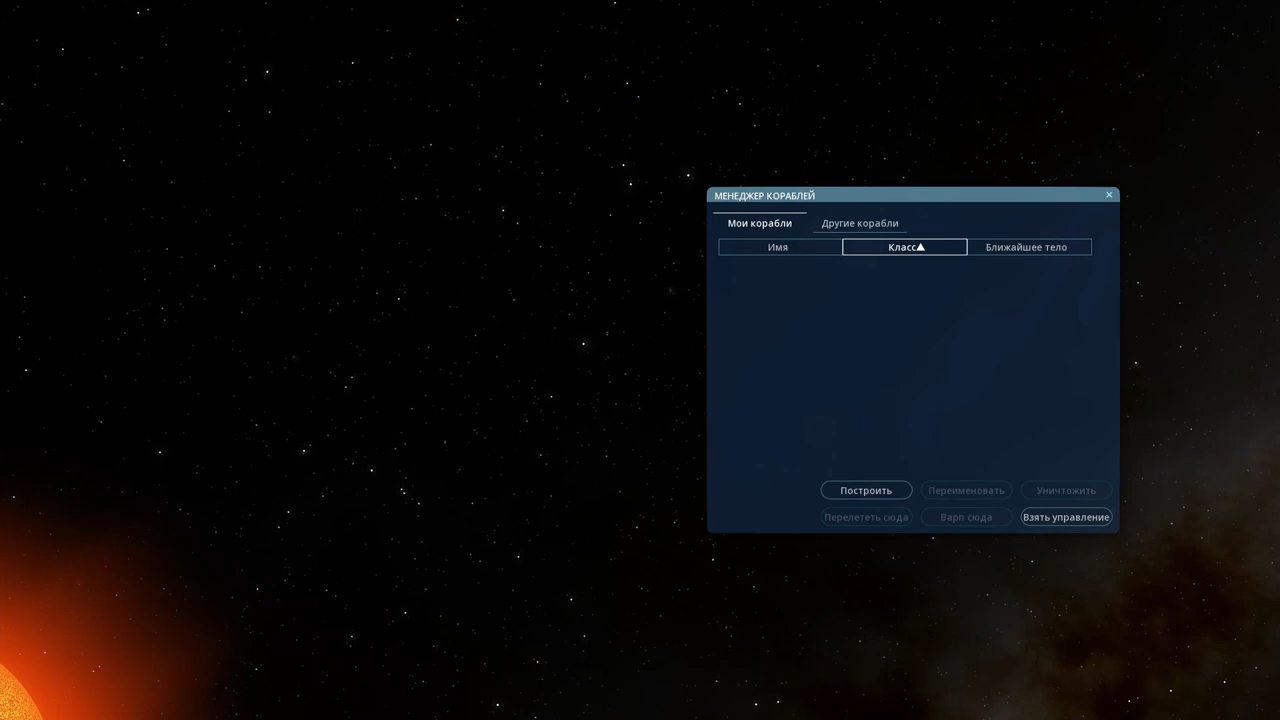 МЕНЕДЖЕР КОРАБЛЕЙ
Мои корабли Другие корабли
Имя Класс▲ Ближайшее тело
Построить Переименовать Уничтожить
Перелететь сюда Варп сюда Взять управление